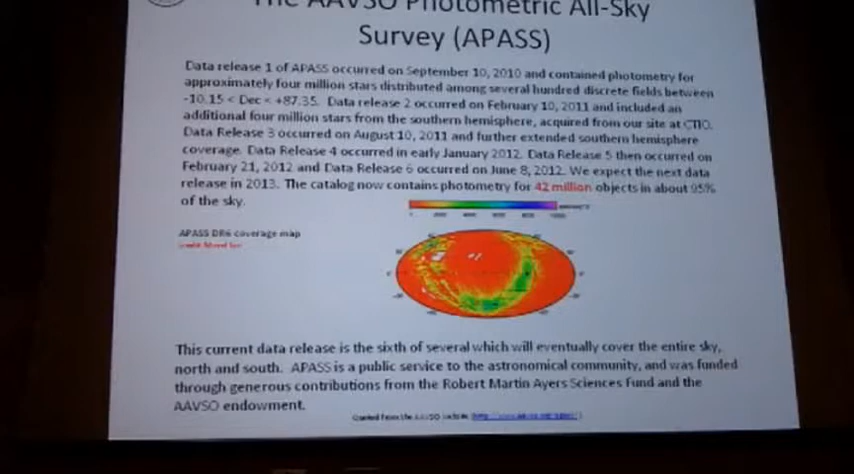 The AAVSO Photometric All-Sky
Survey (APASS)
Data release 1 of APASS occurred on September 10, 2010 and contained photometry for
approximately four million stars distributed among several hundred discrete fields between
-10.15 < Dec < +87.35. Data release 2 occurred on February 10, 2011 and included an
additional four million stars from the southern hemisphere, acquired from our site at CTIO.
Data Release 3 occurred on August 10, 2011 and further extended southern hemisphere
coverage. Data Release 4 occurred in early January 2012. Data Release 5 then occurred on
February 21, 2012 and Data Release 6 occurred on June 8, 2012. We expect the next data
release in 2013. The catalog now contains photometry for 42 million objects in about 95%
of the sky.
APASS DR6 coverage map
This current data release is the sixth of several which will eventually cover the entire sky,
north and south. APASS is a public service to the astronomical community, and was funded
through generous contributions from the Robert Martin Ayers Sciences Fund and the
AAVSO endowment.
Quoted from the AAVSO website